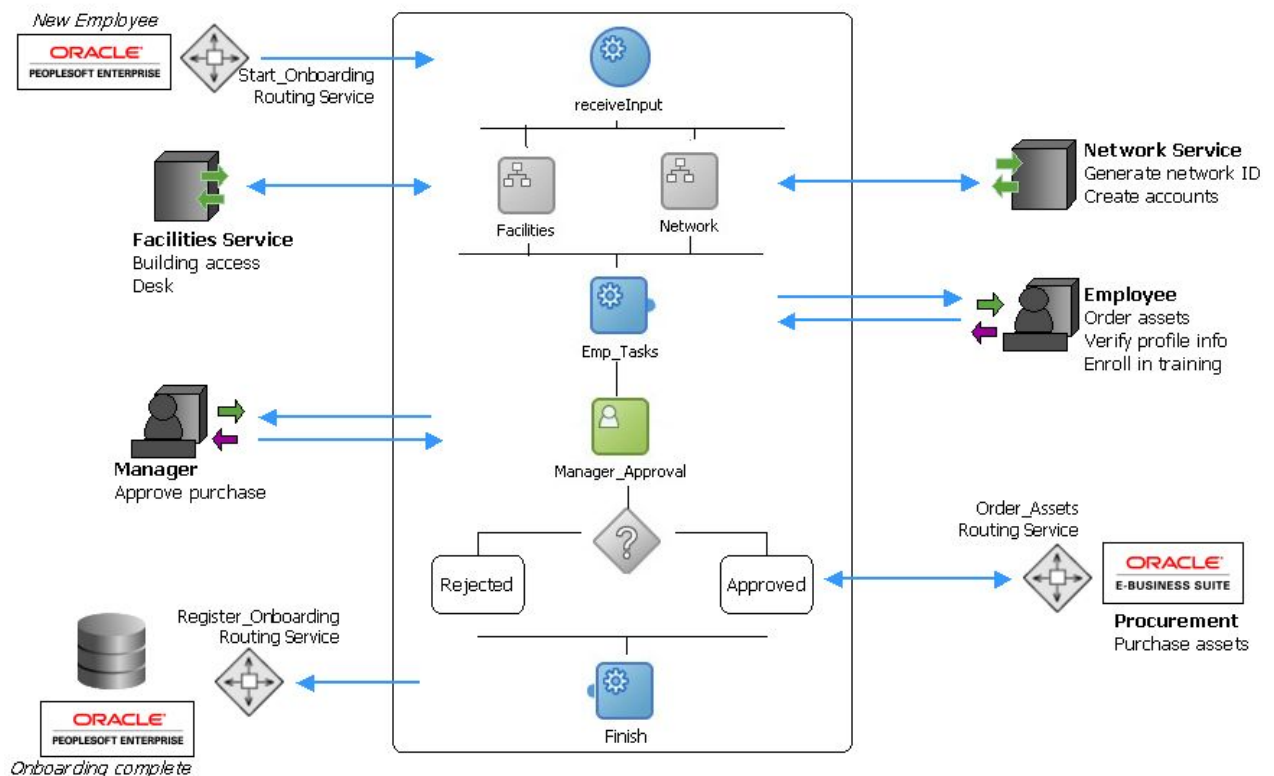 New Employee
ORACLE
PEOPLESOFT ENTERPRISE
Start_Onboarding
Routing Service
receiveInput
Facilities
Network
Facilities Service
Building access
Desk
Network Service
Generate network ID
Create accounts
Emp_Tasks
Employee
Order assets
Verify profile info
Enroll in training
Manager_Approval
Manager
Approve purchase
?
Rejected
Approved
Order_Assets
Routing Service
ORACLE
E-BUSINESS SUITE
Procurement
Purchase assets
Register_Onboarding
Routing Service
Finish
ORACLE
PEOPLESOFT ENTERPRISE
Onboarding complete